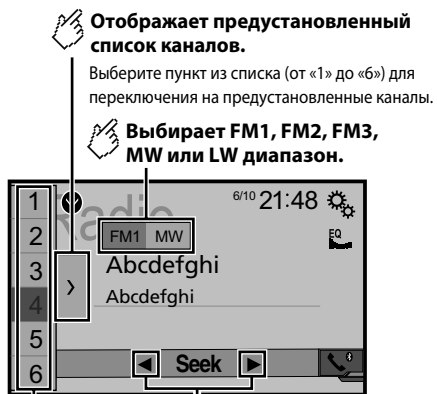 Отображает предустановленный
список каналов.
Выберите пункт из списка (от «1» до «6») для
переключения на предустановленные каналы.
Выбирает FM1, FM2, FM3,
MW или LW диапазон.
Radio
6/10 21:48
1
2
3
4
5
6
FM1 MW
EQ
Abcdefghi
Abcdefghi
Seek